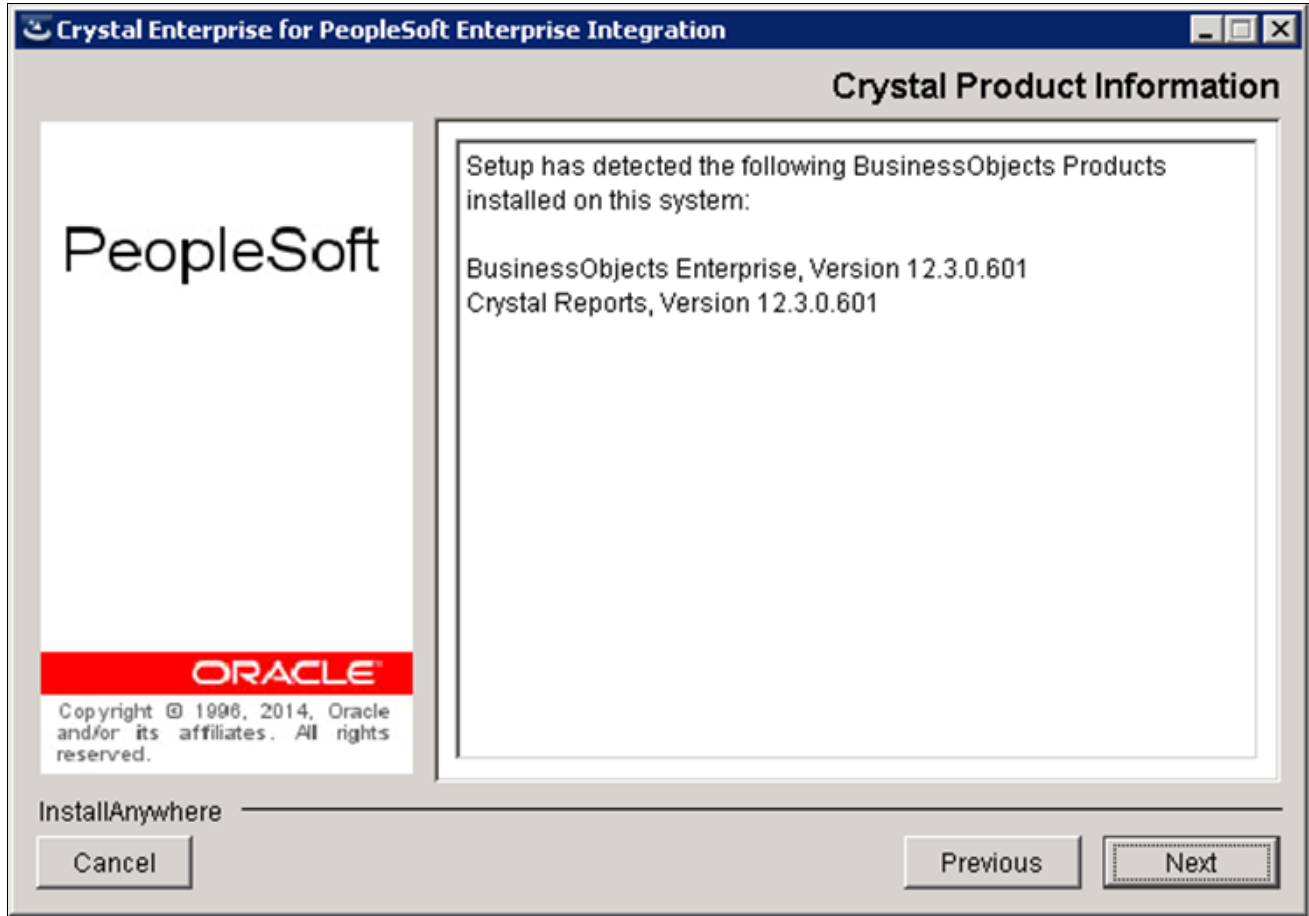 Crystal Enterprise for PeopleSoft Enterprise Integration
Crystal Product Information
PeopleSoft
ORACLE
Copyright © 1996, 2014, Oracle
and/or its affiliates. All rights
reserved.
Setup has detected the following BusinessObjects Products
installed on this system:
BusinessObjects Enterprise, Version 12.3.0.601
Crystal Reports, Version 12.3.0.601
InstallAnywhere
Cancel
Previous
Next